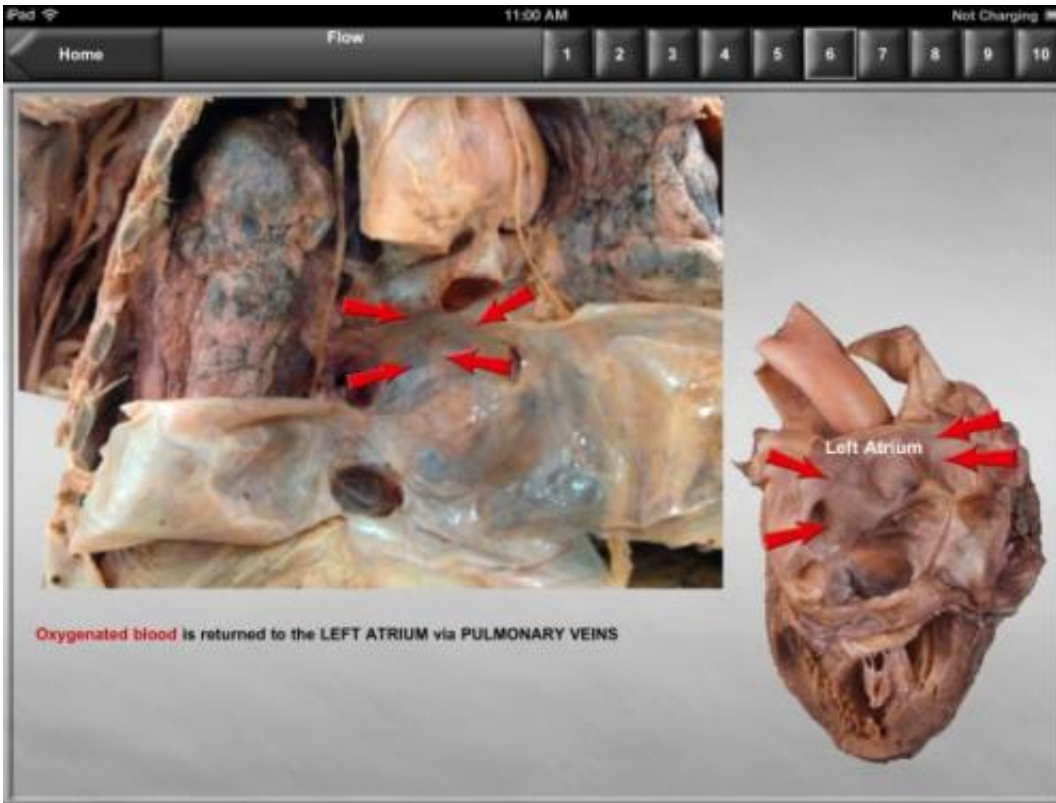 iPad 11:00 AM Not Charging
Home Flow 1 2 3 4 5 6 7 8 9 10
Left Atrium
Oxygenated blood is returned to the LEFT ATRIUM via PULMONARY VEINS